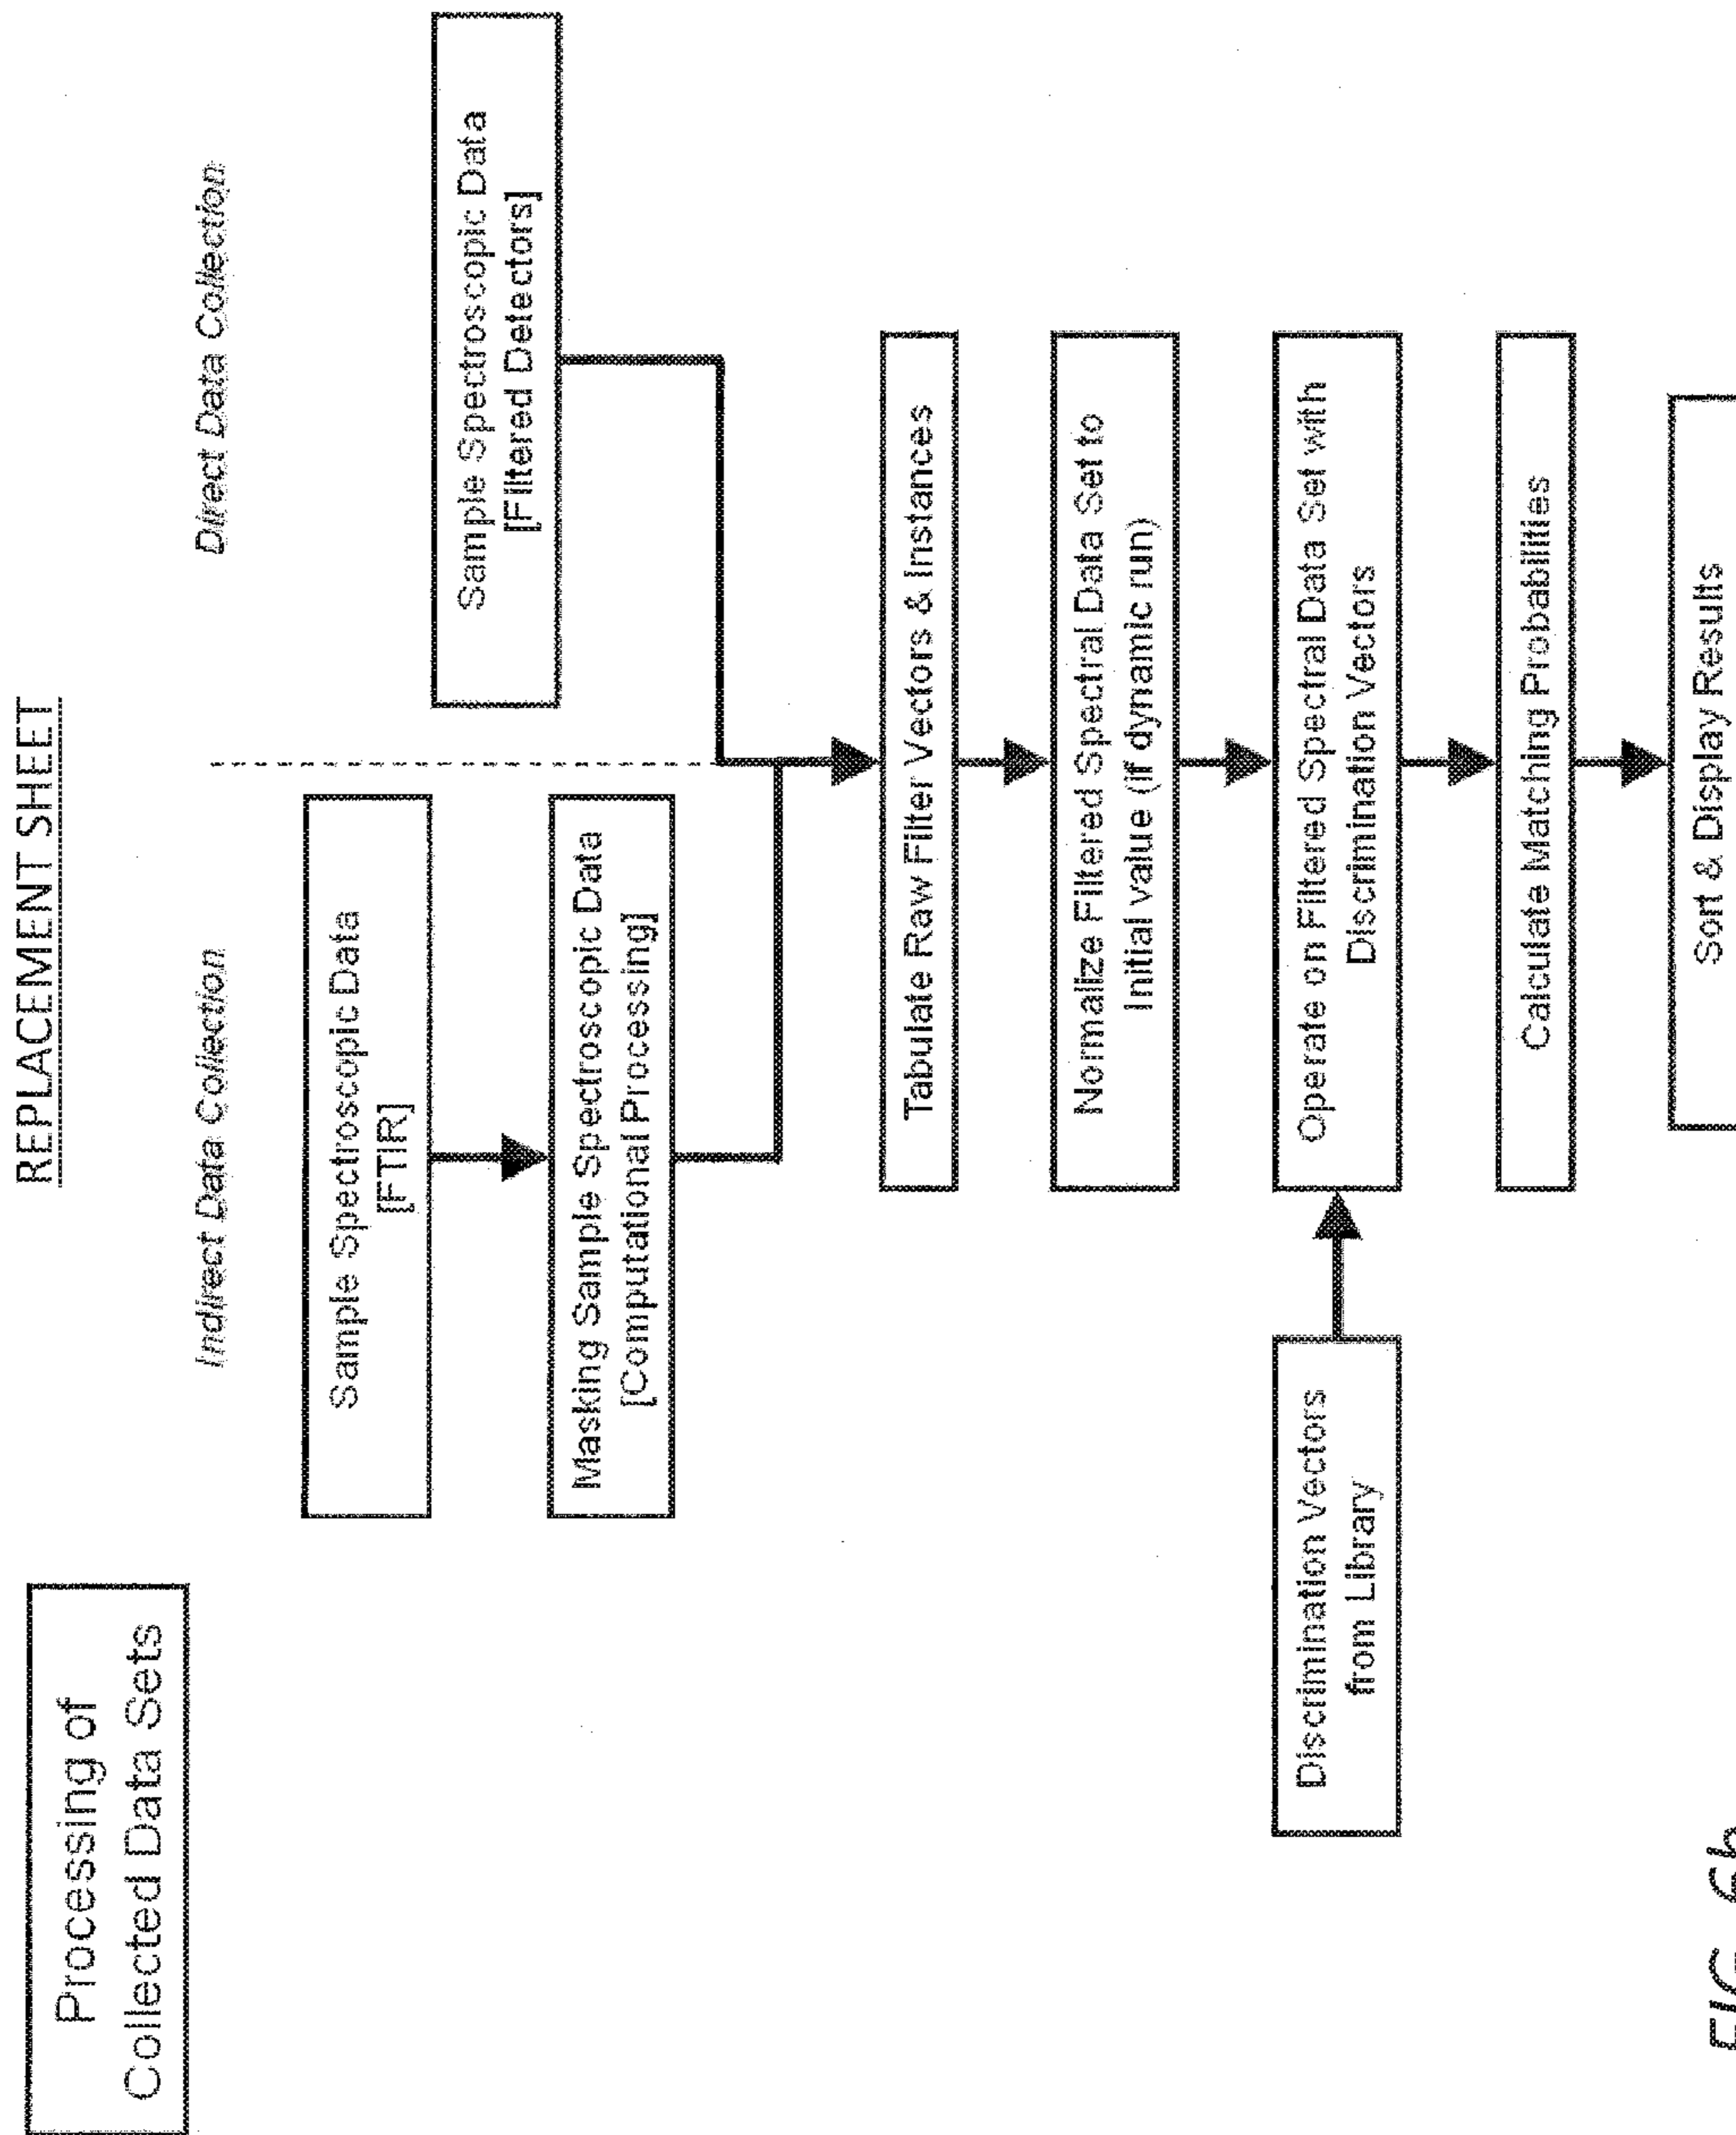 REPLACEMENT SHEET
Processing of
Collected Data Sets
Indirect Data Collection
Direct Data Collection
Sample Spectroscopic Data
[FTIR]
Sample Spectroscopic Data
[Filtered Detectors]
Masking Sample Spectroscopic Data
[Computational Processing]
Tabulate Raw Filter Vectors & Instances
Normalize Filtered Spectral Data Set to
Initial value (if dynamic run)
Discrimination Vectors
from Library
Operate on Filtered Spectral Data Set with
Discrimination Vectors
Calculate Matching Probabilities
Sort & Display Results
FIG. 6b